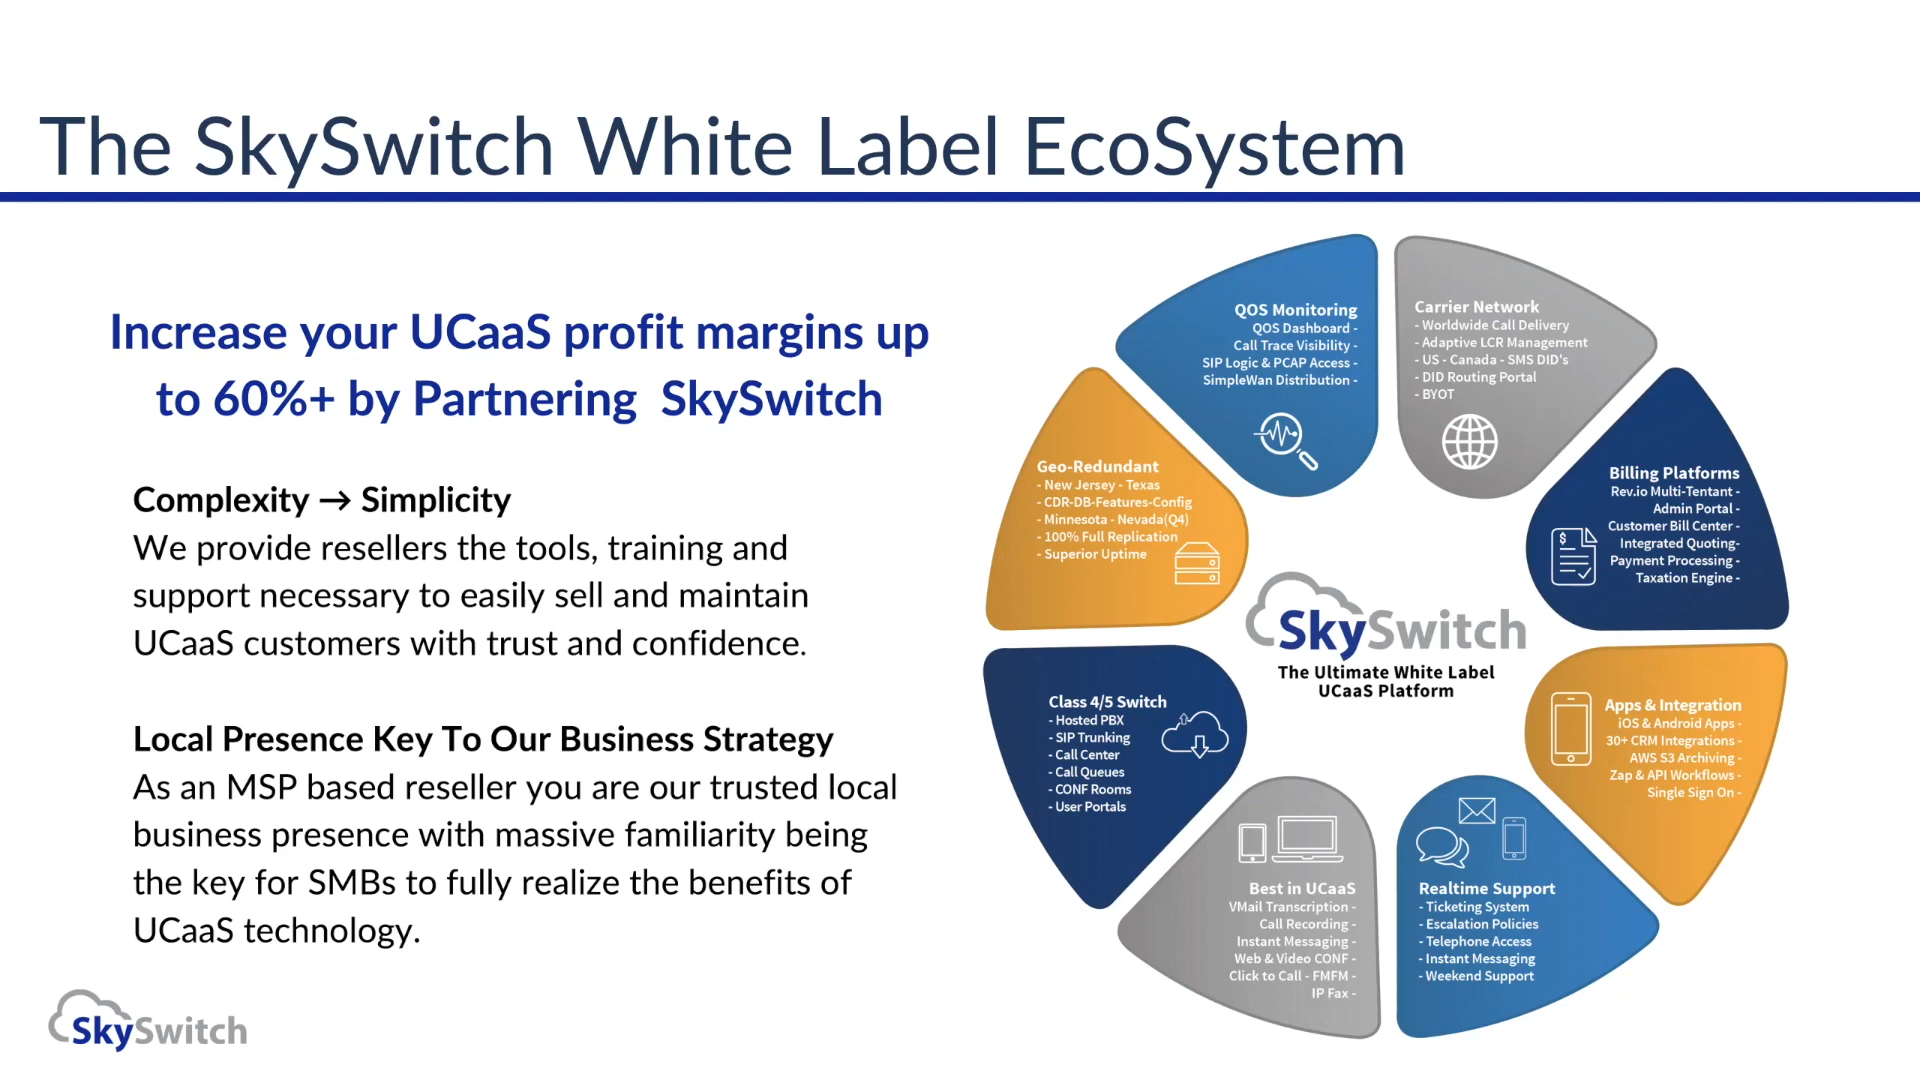 The SkySwitch White Label EcoSystem
Increase your UCaaS profit margins up
to 60%+ by Partnering  SkySwitch
Complexity → Simplicity
We provide resellers the tools, training and
support necessary to easily sell and maintain
UCaaS customers with trust and confidence.
Local Presence Key To Our Business Strategy
As an MSP based reseller you are our trusted local
business presence with massive familiarity being
the key for SMBs to fully realize the benefits of
UCaaS technology.
SkySwitch
QOS Monitoring
QOS Dashboard -
Call Trace Visibility -
SIP Logic & PCAP Access -
SimpleWan Distribution -
Carrier Network
- Worldwide Call Delivery
- Adaptive LCR Management
- US - Canada - SMS DID's
- DID Routing Portal
- BYOT
Billing Platforms
Rev.io Multi-Tentant -
Admin Portal -
Customer Bill Center -
Integrated Quoting-
Payment Processing -
Taxation Engine -
Apps & Integration
iOS & Android Apps -
30+ CRM Integrations -
AWS S3 Archiving -
Zap & API Workflows -
Single Sign On -
Realtime Support
- Ticketing System
- Escalation Policies
- Telephone Access
- Instant Messaging
- Weekend Support
Best in UCaaS
VMail Transcription -
Call Recording -
Instant Messaging -
Web & Video CONF -
Click to Call - FMFM -
IP Fax -
Class 4/5 Switch
- Hosted PBX
- SIP Trunking
- Call Center
- Call Queues
- CONF Rooms
- User Portals
Geo-Redundant
- New Jersey - Texas
- CDR-DB-Features-Config
- Minnesota - Nevada(Q4)
- 100% Full Replication
- Superior Uptime
SkySwitch
The Ultimate White Label
UCaaS Platform